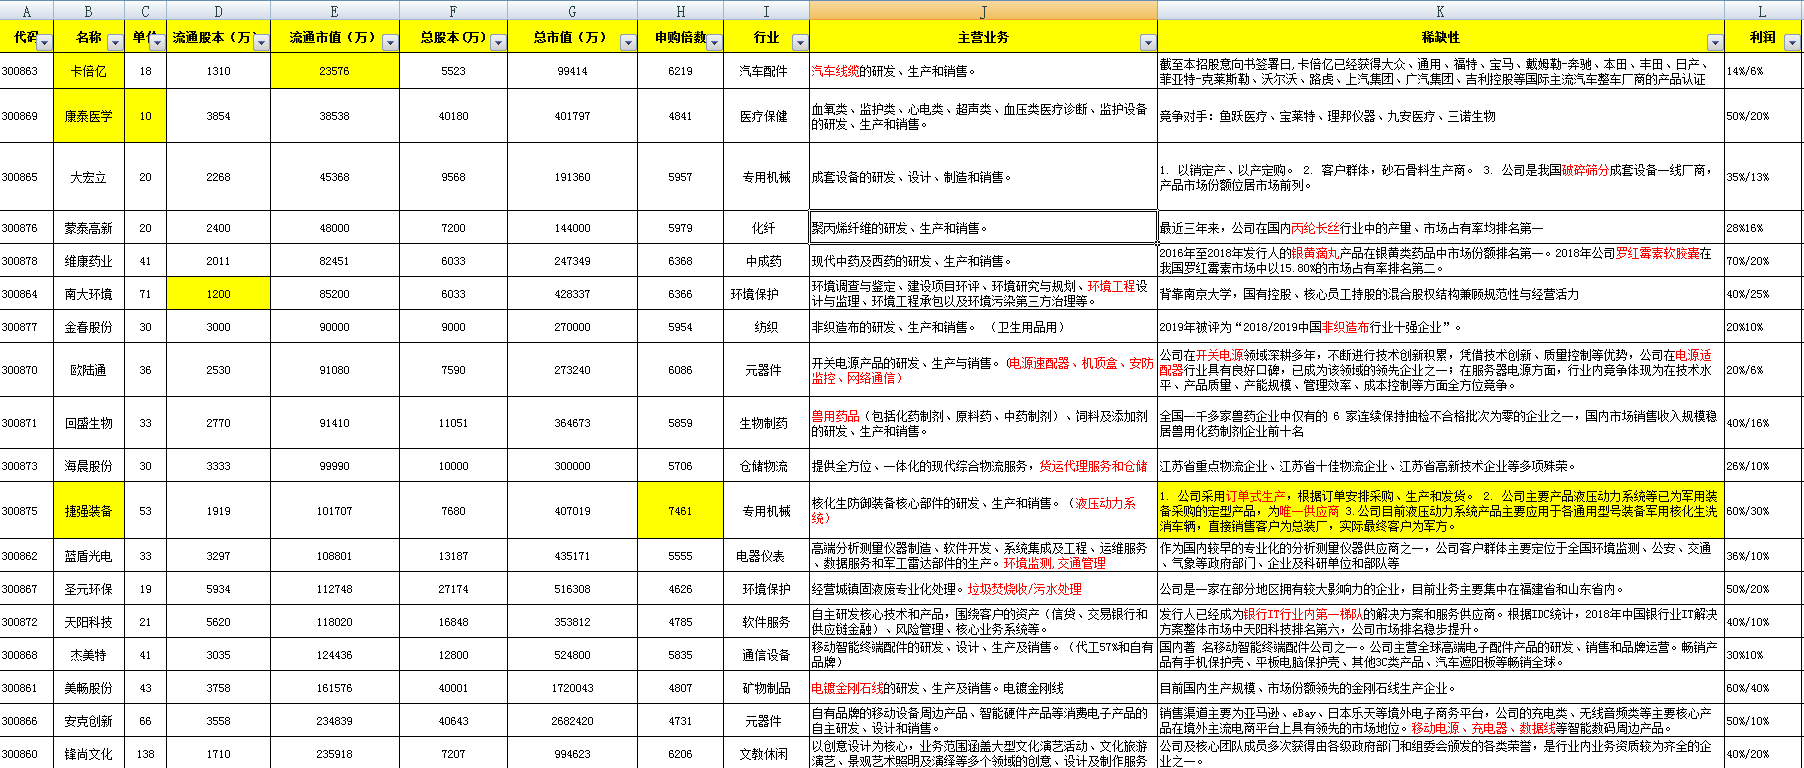 A B C D E F G H I J K L
代码 名称 单位 流通股本（万） 流通市值（万） 总股本（万） 总市值（万） 申购倍数 行业 主营业务 稀缺性 利润
300863 卡倍亿 18 1310 23576 5523 99414 6219 汽车配件 汽车线缆的研发、生产和销售。 截至本招股意向书签署日,卡倍亿已经获得大众、通用、福特、宝马、戴姆勒-奔驰、本田、丰田、日产、
菲亚特-克莱斯勒、沃尔沃、路虎、上汽集团、广汽集团、吉利控股等国际主流汽车整车厂商的产品认证 14%/6%
300869 康泰医学 10 3854 38538 40180 401797 4841 医疗保健 血氧类、监护类、心电类、超声类、血压类医疗诊断、监护设备
的研发、生产和销售。 竞争对手：鱼跃医疗、宝莱特、理邦仪器、九安医疗、三诺生物 50%/20%
300865 大宏立 20 2268 45368 9568 191360 5957 专用机械 成套设备的研发、设计、制造和销售。 1. 以销定产、以产定购。 2. 客户群体，砂石骨料生产商。 3. 公司是我国破碎筛分成套设备一线厂商，
产品市场份额位居市场前列。 35%/13%
300876 蒙泰高新 20 2400 48000 7200 144000 5979 化纤 聚丙烯纤维的研发、生产和销售。 最近三年来，公司在国内丙纶长丝行业中的产量、市场占有率均排名第一 28%16%
300878 维康药业 41 2011 82451 6033 247349 6368 中成药 现代中药及西药的研发、生产和销售。 2016年至2018年发行人的银黄滴丸产品在银黄类药品中市场份额排名第一。2018年公司罗红霉素软胶囊在
我国罗红霉素市场中以15.80%的市场占有率排名第二。 70%/20%
300864 南大环境 71 1200 85200 6033 428337 6366 环境保护 环境调查与鉴定、建设项目环评、环境研究与规划、环境工程设
计与监理、环境工程承包以及环境污染第三方治理等。 背靠南京大学，国有控股、核心员工持股的混合股权结构兼顾规范性与经营活力 40%/25%
300877 金春股份 30 3000 90000 9000 270000 5954 纺织 非织造布的研发、生产和销售。 （卫生用品用） 2019年被评为“2018/2019中国非织造布行业十强企业”。 20%10%
300870 欧陆通 36 2530 91080 7590 273240 6086 元器件 开关电源产品的研发、生产与销售。（电源速配器、机顶盒、安防
监控、网络通信） 公司在开关电源领域深耕多年，不断进行技术创新积累，凭借技术创新、质量控制等优势，公司在电源适
配器行业具有良好口碑，已成为该领域的领先企业之一；在服务器电源方面，行业内竞争体现为在技术水
平、产品质量、产能规模、管理效率、成本控制等方面全方位竞争。 20%/6%
300871 回盛生物 33 2770 91410 11051 364673 5859 生物制药 兽用药品（包括化药制剂、原料药、中药制剂）、饲料及添加剂
的研发、生产和销售。 全国一千多家兽药企业中仅有的 6 家连续保持抽检不合格批次为零的企业之一，国内市场销售收入规模稳
居兽用化药制剂企业前十名 40%/16%
300873 海晨股份 30 3333 99990 10000 300000 5706 仓储物流 提供全方位、一体化的现代综合物流服务，货运代理服务和仓储 江苏省重点物流企业、江苏省十佳物流企业、江苏省高新技术企业等多项殊荣。 26%/10%
300875 捷强装备 53 1919 101707 7680 407019 7461 专用机械 核化生防御装备核心部件的研发、生产和销售。（液压动力系
统） 1. 公司采用订单式生产，根据订单安排采购、生产和发货。 2. 公司主要产品液压动力系统等已为军用装
备采购的定型产品，为唯一供应商 3.公司目前液压动力系统产品主要应用于各通用型号装备军用核化生洗
消车辆，直接销售客户为总装厂，实际最终客户为军方。 60%/30%
300862 蓝盾光电 33 3297 108801 13187 435171 5555 电器仪表 高端分析测量仪器制造、软件开发、系统集成及工程、运维服务
、数据服务和军工雷达部件的生产。环境监测,交通管理 作为国内较早的专业化的分析测量仪器供应商之一，公司客户群体主要定位于全国环境监测、公安、交通
、气象等政府部门、企业及科研单位和部队等 36%/10%
300867 圣元环保 19 5934 112748 27174 516308 4626 环境保护 经营城镇固液废专业化处理。垃圾焚烧收/污水处理 公司是一家在部分地区拥有较大影响力的企业，目前业务主要集中在福建省和山东省内。 50%/20%
300872 天阳科技 21 5620 118020 16848 353812 4785 软件服务 自主研发核心技术和产品，围绕客户的资产（信贷、交易银行和
供应链金融）、风险管理、核心业务系统等。 发行人已经成为银行IT行业内第一梯队的解决方案和服务供应商。根据IDC统计，2018年中国银行业IT解决
方案整体市场中天阳科技排名第六，公司市场排名稳步提升。 40%/10%
300868 杰美特 41 3035 124436 12800 524800 5835 通信设备 移动智能终端配件的研发、设计、生产及销售。（代工57%和自有
品牌） 国内著 名移动智能终端配件公司之一。公司主营全球高端电子配件产品的研发、销售和品牌运营。畅销产
品有手机保护壳、平板电脑保护壳、其他3C类产品、汽车遮阳板等畅销全球。 30%10%
300861 美畅股份 43 3758 161576 40001 1720043 4807 矿物制品 电镀金刚石线的研发、生产及销售。电镀金刚线 目前国内生产规模、市场份额领先的金刚石线生产企业。 60%/40%
300866 安克创新 66 3558 234839 40643 2682420 4731 元器件 自有品牌的移动设备周边产品、智能硬件产品等消费电子产品的
自主研发、设计和销售。 销售渠道主要为亚马逊、eBay、日本乐天等境外电子商务平台，公司的充电类、无线音频类等主要核心产
品在境外主流电商平台上具有领先的市场地位。移动电源、充电器、数据线等智能数码周边产品。 50%/10%
300860 锋尚文化 138 1710 235918 7207 994623 6206 文教休闲 以创意设计为核心，业务范围涵盖大型文化演艺活动、文化旅游
演艺、景观艺术照明及演绎等多个领域的创意、设计及制作服务 公司及核心团队成员多次获得由各级政府部门和组委会颁发的各类荣誉，是行业内业务资质较为齐全的企
业之一。 40%/20%